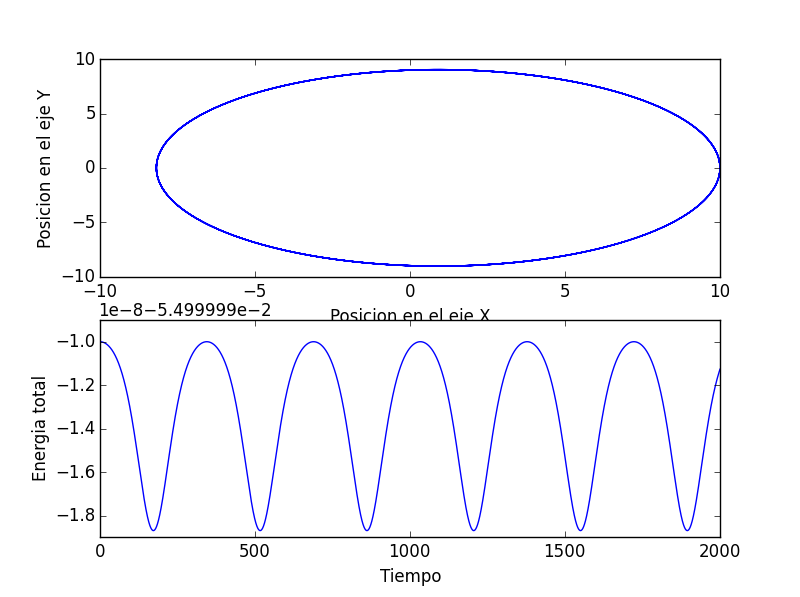 10
5
0
−5
−10
Posicion en el eje Y
−10 −5 0 5 10
Posicion en el eje X
1e−8−5.499999e−2
−1.0
−1.2
−1.4
−1.6
−1.8
Energia total
0 500 1000 1500 2000
Tiempo